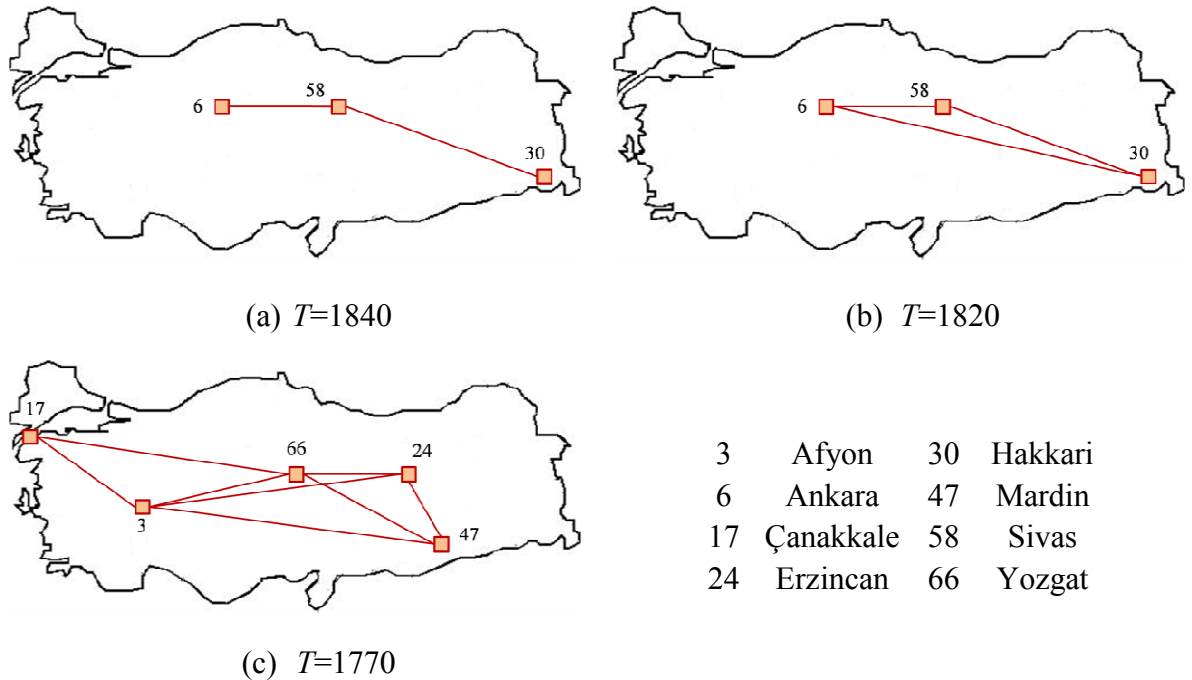 58
6
30
(a) T=1840
58
6
30
(b) T=1820
17
66
24
3
47
(c) T=1770
3 Afyon 30 Hakkari
6 Ankara 47 Mardin
17 Çanakkale 58 Sivas
24 Erzincan 66 Yozgat